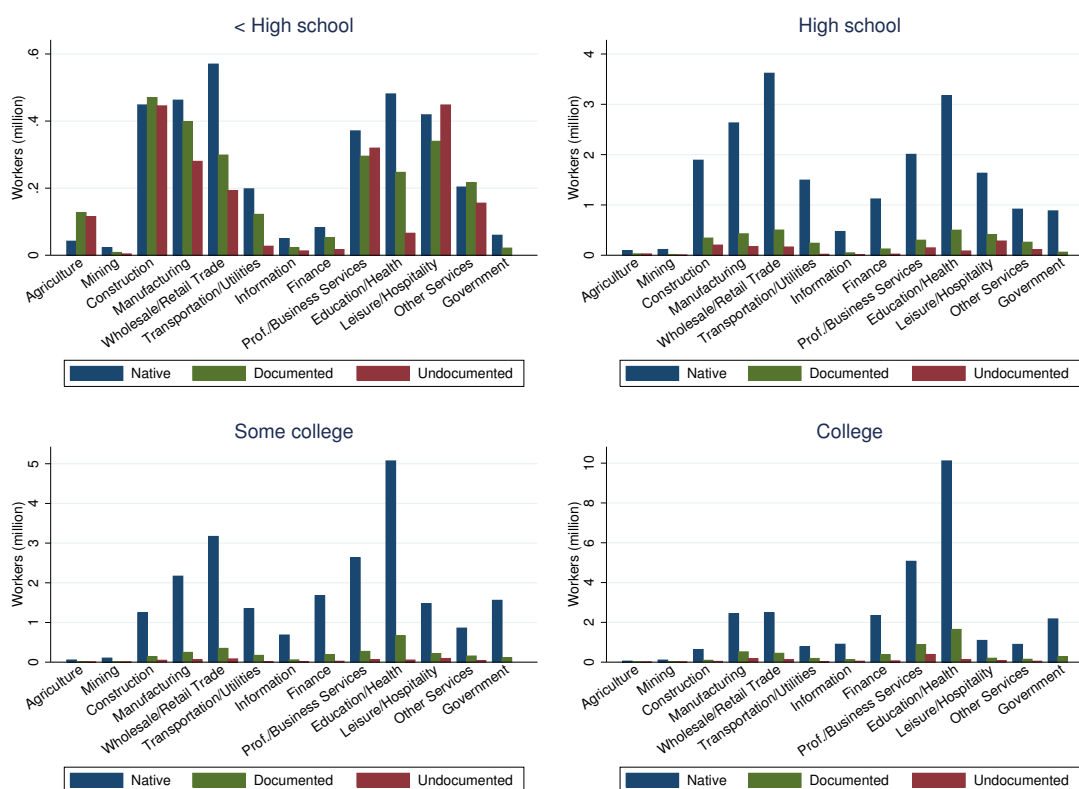 < High school
Workers (million)
.6
.4
.2
0
Agriculture
Mining
Construction
Manufacturing
Wholesale/Retail Trade
Transportation/Utilities
Information
Finance
Prof./Business Services
Education/Health
Leisure/Hospitality
Other Services
Government
Native Documented Undocumented
High school
Workers (million)
4
3
2
1
0
Agriculture
Mining
Construction
Manufacturing
Wholesale/Retail Trade
Transportation/Utilities
Information
Finance
Prof./Business Services
Education/Health
Leisure/Hospitality
Other Services
Government
Native Documented Undocumented
Some college
Workers (million)
5
4
3
2
1
0
Agriculture
Mining
Construction
Manufacturing
Wholesale/Retail Trade
Transportation/Utilities
Information
Finance
Prof./Business Services
Education/Health
Leisure/Hospitality
Other Services
Government
Native Documented Undocumented
College
Workers (million)
10
8
6
4
2
0
Agriculture
Mining
Construction
Manufacturing
Wholesale/Retail Trade
Transportation/Utilities
Information
Finance
Prof./Business Services
Education/Health
Leisure/Hospitality
Other Services
Government
Native Documented Undocumented